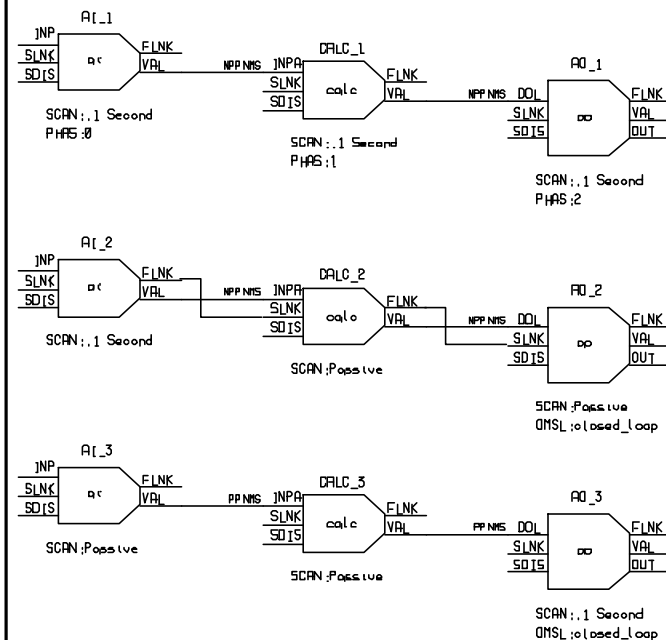 AI_1
INP
SLNK
SDIS
ai
FLNK
VAL
SCAN:.1 Second
PHAS:0
NPP NMS
CALC_1
INPA
SLNK
SDIS
calc
FLNK
VAL
SCAN:.1 Second
PHAS:1
NPP NMS
AO_1
DOL
SLNK
SDIS
ao
FLNK
VAL
OUT
SCAN:.1 Second
PHAS:2
AI_2
INP
SLNK
SDIS
ai
FLNK
VAL
SCAN:.1 Second
NPP NMS
CALC_2
INPA
SLNK
SDIS
calc
FLNK
VAL
SCAN:Passive
NPP NMS
AO_2
DOL
SLNK
SDIS
ao
FLNK
VAL
OUT
SCAN:Passive
OMSL:closed_loop
AI_3
INP
SLNK
SDIS
ai
FLNK
VAL
SCAN:Passive
PP NMS
CALC_3
INPA
SLNK
SDIS
calc
FLNK
VAL
SCAN:Passive
PP NMS
AO_3
DOL
SLNK
SDIS
ao
FLNK
VAL
OUT
SCAN:.1 Second
OMSL:closed_loop